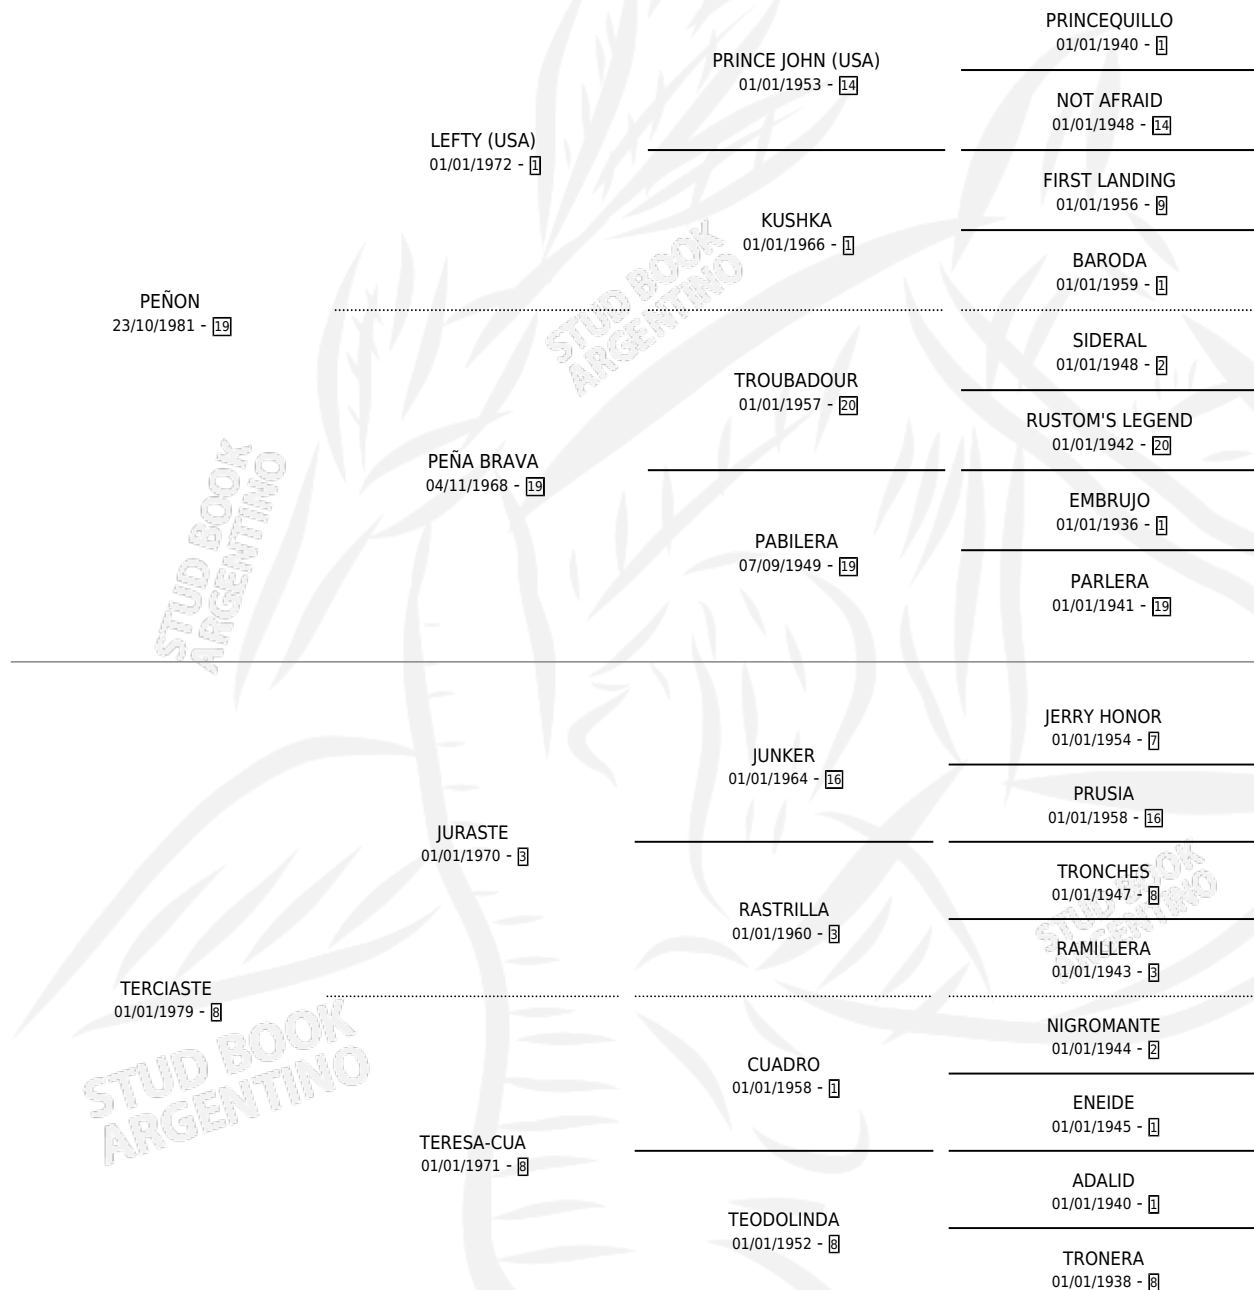 PRINCEQUILLO
01/01/1940 - 1
PRINCE JOHN (USA)
01/01/1953 - 14
NOT AFRAID
01/01/1948 - 14
LEFTY (USA)
01/01/1972 - 1
FIRST LANDING
01/01/1956 - 9
KUSHKA
01/01/1966 - 1
BARODA
01/01/1959 - 1
PEÑON
23/10/1981 - 19
SIDERAL
01/01/1948 - 2
TROUBADOUR
01/01/1957 - 20
RUSTOM'S LEGEND
01/01/1942 - 20
PEÑA BRAVA
04/11/1968 - 19
EMBRUJO
01/01/1936 - 1
PABILERA
07/09/1949 - 19
PARLERA
01/01/1941 - 19
JERRY HONOR
01/01/1954 - 7
JUNKER
01/01/1964 - 16
PRUSIA
01/01/1958 - 16
JURASTE
01/01/1970 - 3
TRONCHES
01/01/1947 - 8
RASTRILLA
01/01/1960 - 3
RAMILLERA
01/01/1943 - 3
TERCIASTE
01/01/1979 - 8
NIGROMANTE
01/01/1944 - 2
CUADRO
01/01/1958 - 1
ENEIDE
01/01/1945 - 1
TERESA-CUA
01/01/1971 - 8
ADALID
01/01/1940 - 1
TEODOLINDA
01/01/1952 - 8
TRONERA
01/01/1938 - 8
STUD BOOK
ARGENTINO
STUD BOOK
ARGENTINO
STUD BOOK
ARGENTINO
STUD BOOK
ARGENTINO